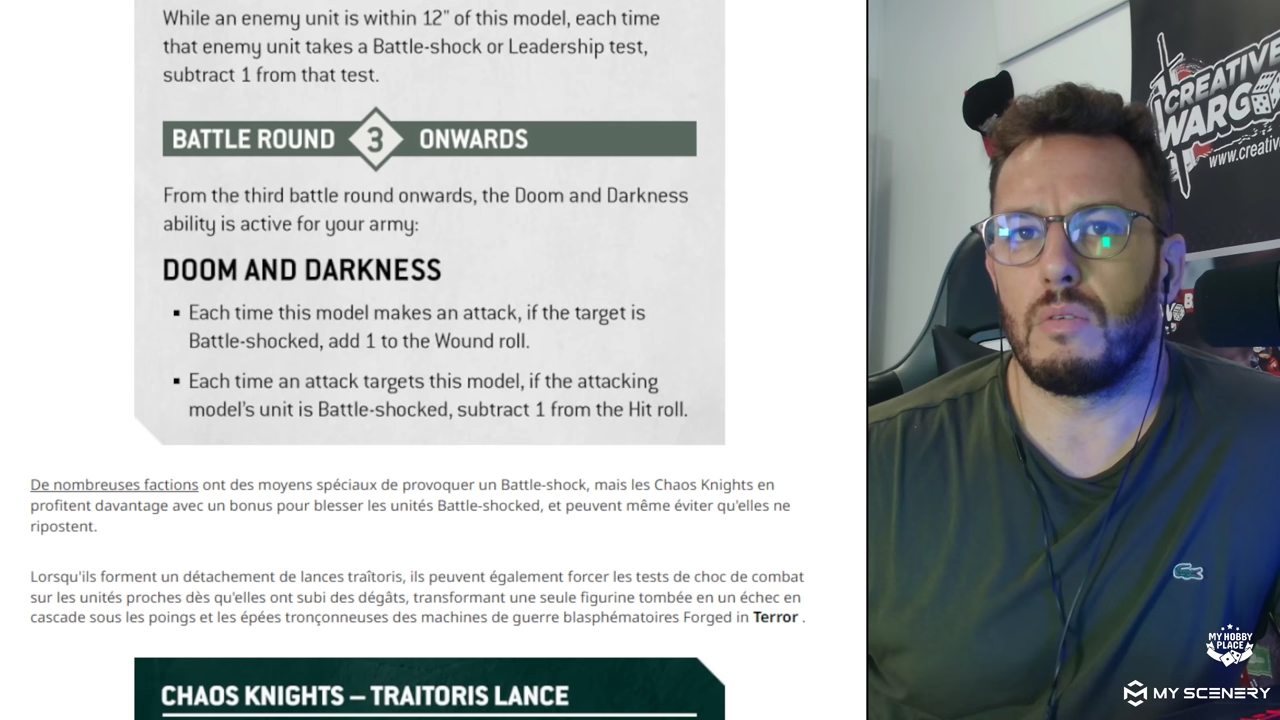 While an enemy unit is within 12" of this model, each time
that enemy unit takes a Battle-shock or Leadership test,
subtract 1 from that test.
BATTLE ROUND 3 ONWARDS
From the third battle round onwards, the Doom and Darkness
ability is active for your army:
DOOM AND DARKNESS
▪ Each time this model makes an attack, if the target is
Battle-shocked, add 1 to the Wound roll.
▪ Each time an attack targets this model, if the attacking
model's unit is Battle-shocked, subtract 1 from the Hit roll.
De nombreuses factions ont des moyens spéciaux de provoquer un Battle-shock, mais les Chaos Knights en
profitent davantage avec un bonus pour blesser les unités Battle-shocked, et peuvent même éviter qu'elles ne
ripostent.
Lorsqu'ils forment un détachement de lances traîtoris, ils peuvent également forcer les tests de choc de combat
sur les unités proches dès qu'elles ont subi des dégâts, transformant une seule figurine tombée en un échec en
cascade sous les poings et les épées tronçonneuses des machines de guerre blasphématoires Forged in Terror .
CHAOS KNIGHTS – TRAITORIS LANCE
CREATIVE
WARG
www.creative
MY HOBBY
PLACE
MY SCENERY